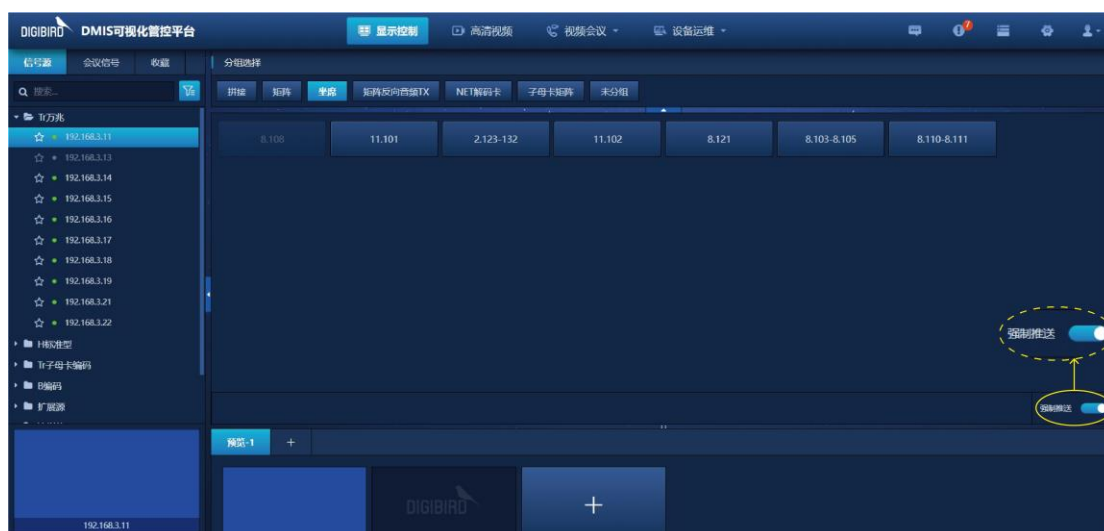 DIGIBIRD DMIS可视化管控平台 显示控制 高清视频 视频会议 设备运维 7
信号源 会议信号 收藏 分组选择
搜索... 拼接 矩阵 坐席 矩阵反向音频TX NET解码卡 子母卡矩阵 未分组
Tr万兆
192.168.3.11 8.108 11.101 2.123-132 11.102 8.121 8.103-8.105 8.110-8.111
192.168.3.13
192.168.3.14
192.168.3.15
192.168.3.16
192.168.3.17
192.168.3.18
192.168.3.19
192.168.3.21
192.168.3.22
强制推送
H标准型
Tr子母卡编码
B编码
扩展源
强制推送
预览-1 +
DIGIBIRD
192.168.3.11